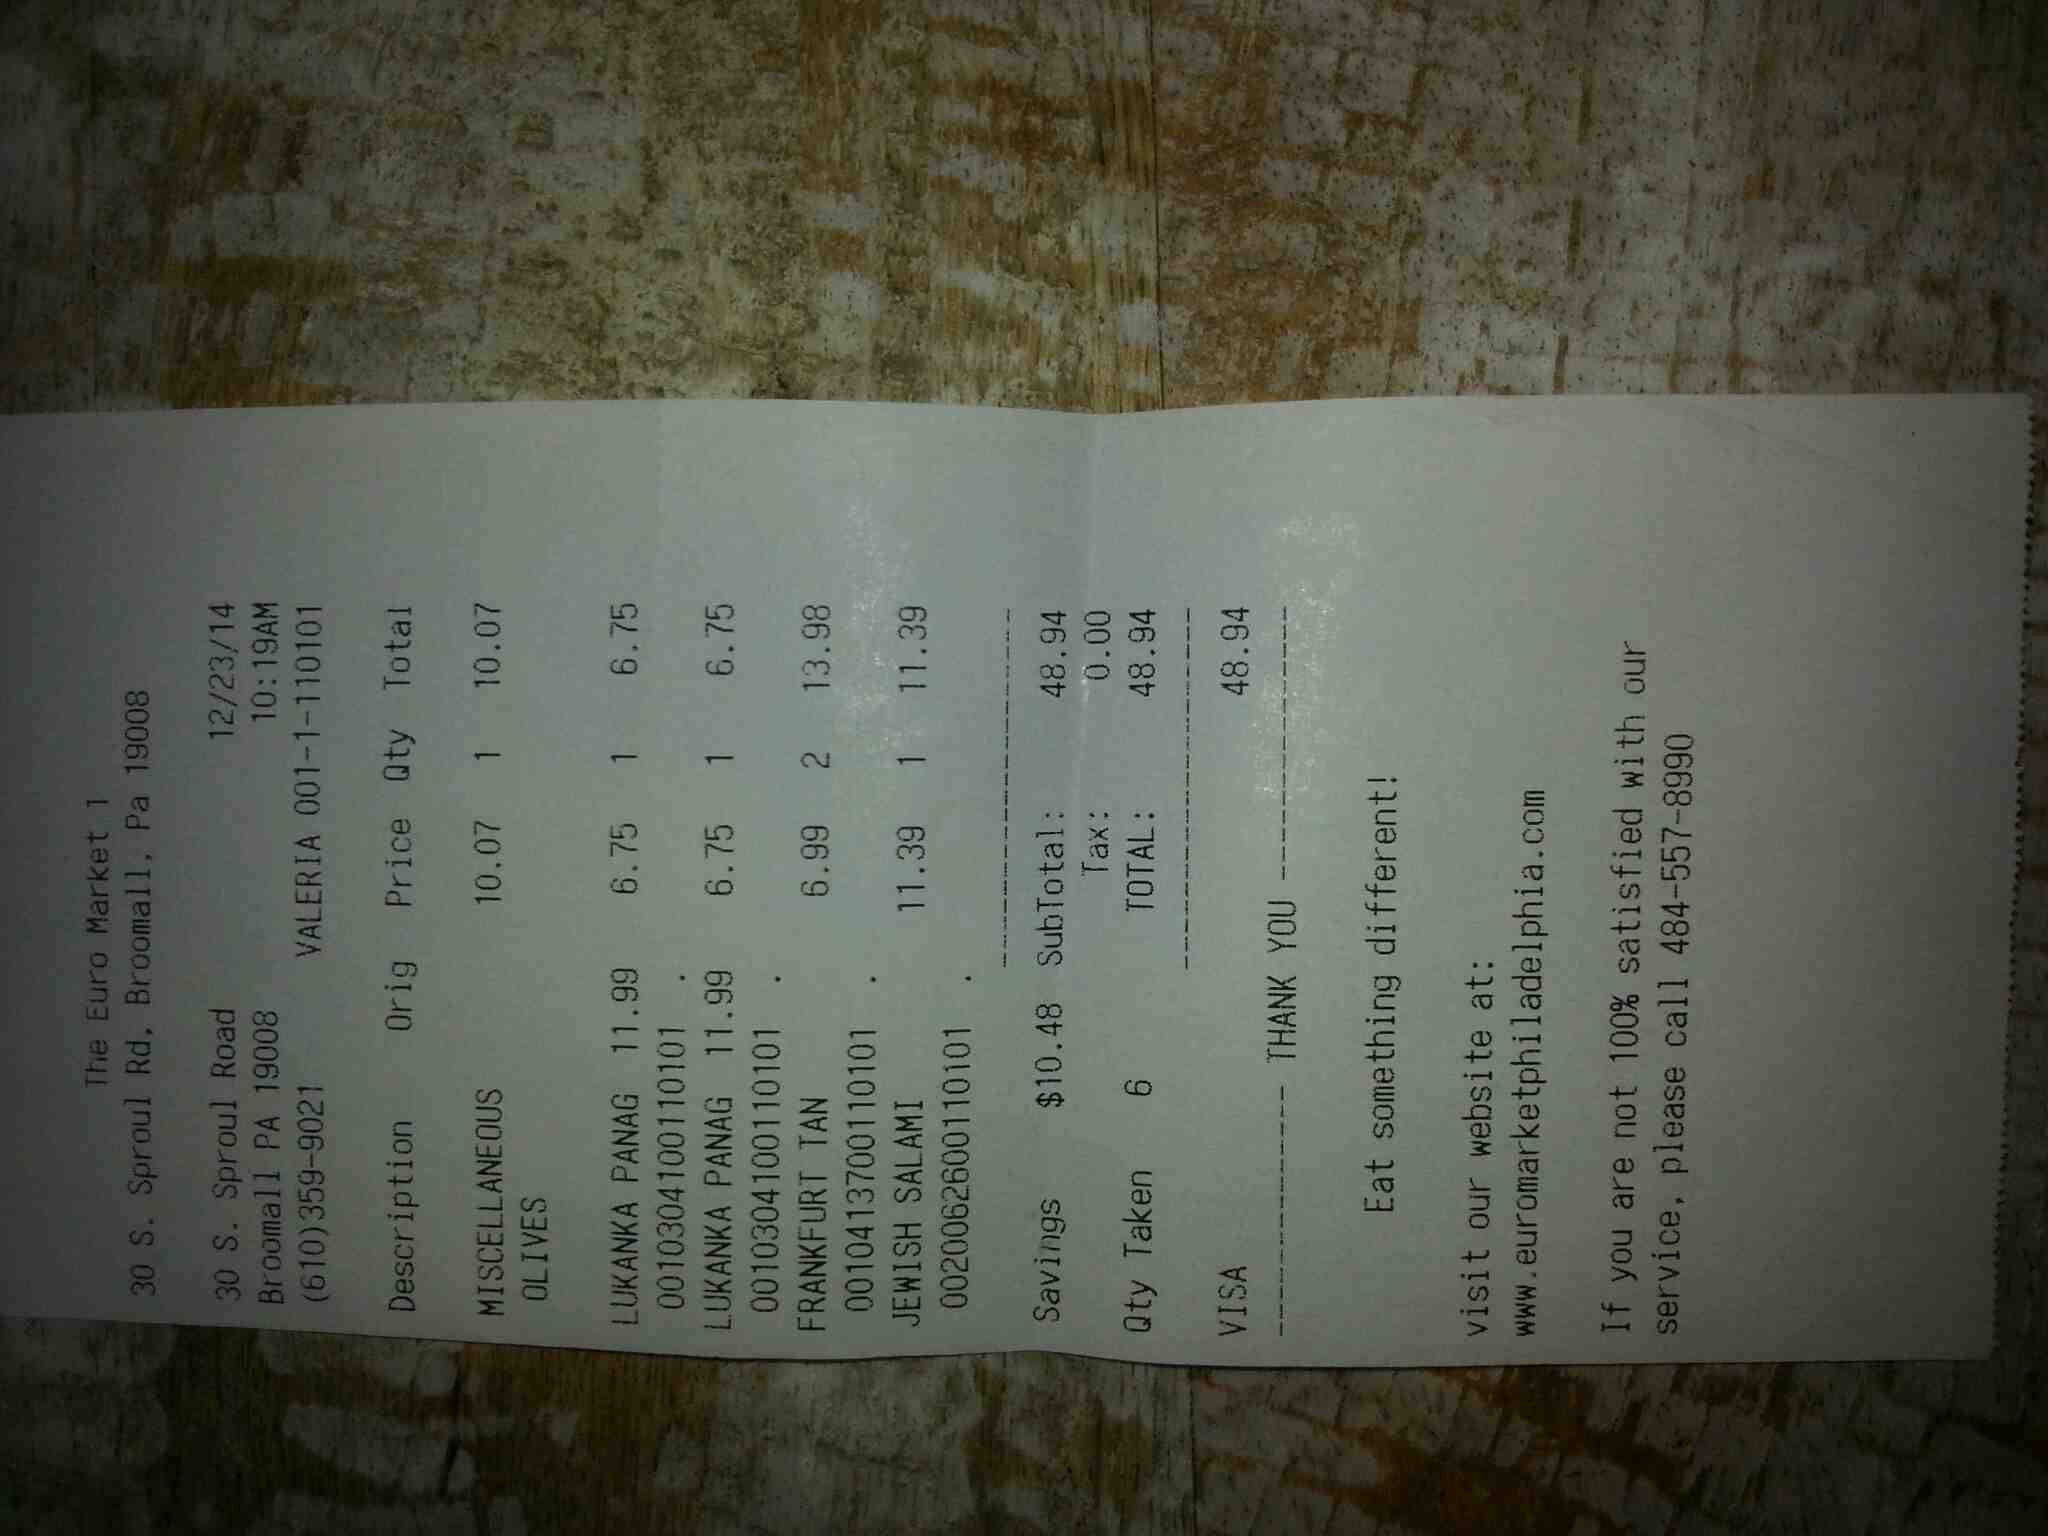 The Euro Market 1
30 S. Sproul Rd, Broomall, Pa 19008
30 S. Sproul Road 12/23/14
Broomall PA 19008 10:19AM
(610)359-9021 VALERIA 001-1-110101
Description Orig Price Qty Total
MISCELLANEOUS 10.07 1 10.07
OLIVES
LUKANKA PANAG 11.99 6.75 1 6.75
0010304100110101 .
LUKANKA PANAG 11.99 6.75 1 6.75
0010304100110101 .
FRANKFURT TAN 6.99 2 13.98
0010413700110101 .
JEWISH SALAMI 11.39 1 11.39
0020062600110101 .
------------------------
Savings $10.48 SubTotal: 48.94
Tax: 0.00
Qty Taken 6 TOTAL: 48.94
------------------------
VISA 48.94
---------------- THANK YOU -----------------
Eat something different!
visit our website at:
www.euromarketphiladelphia.com
If you are not 100% satisfied with our
service, please call 484-557-8990